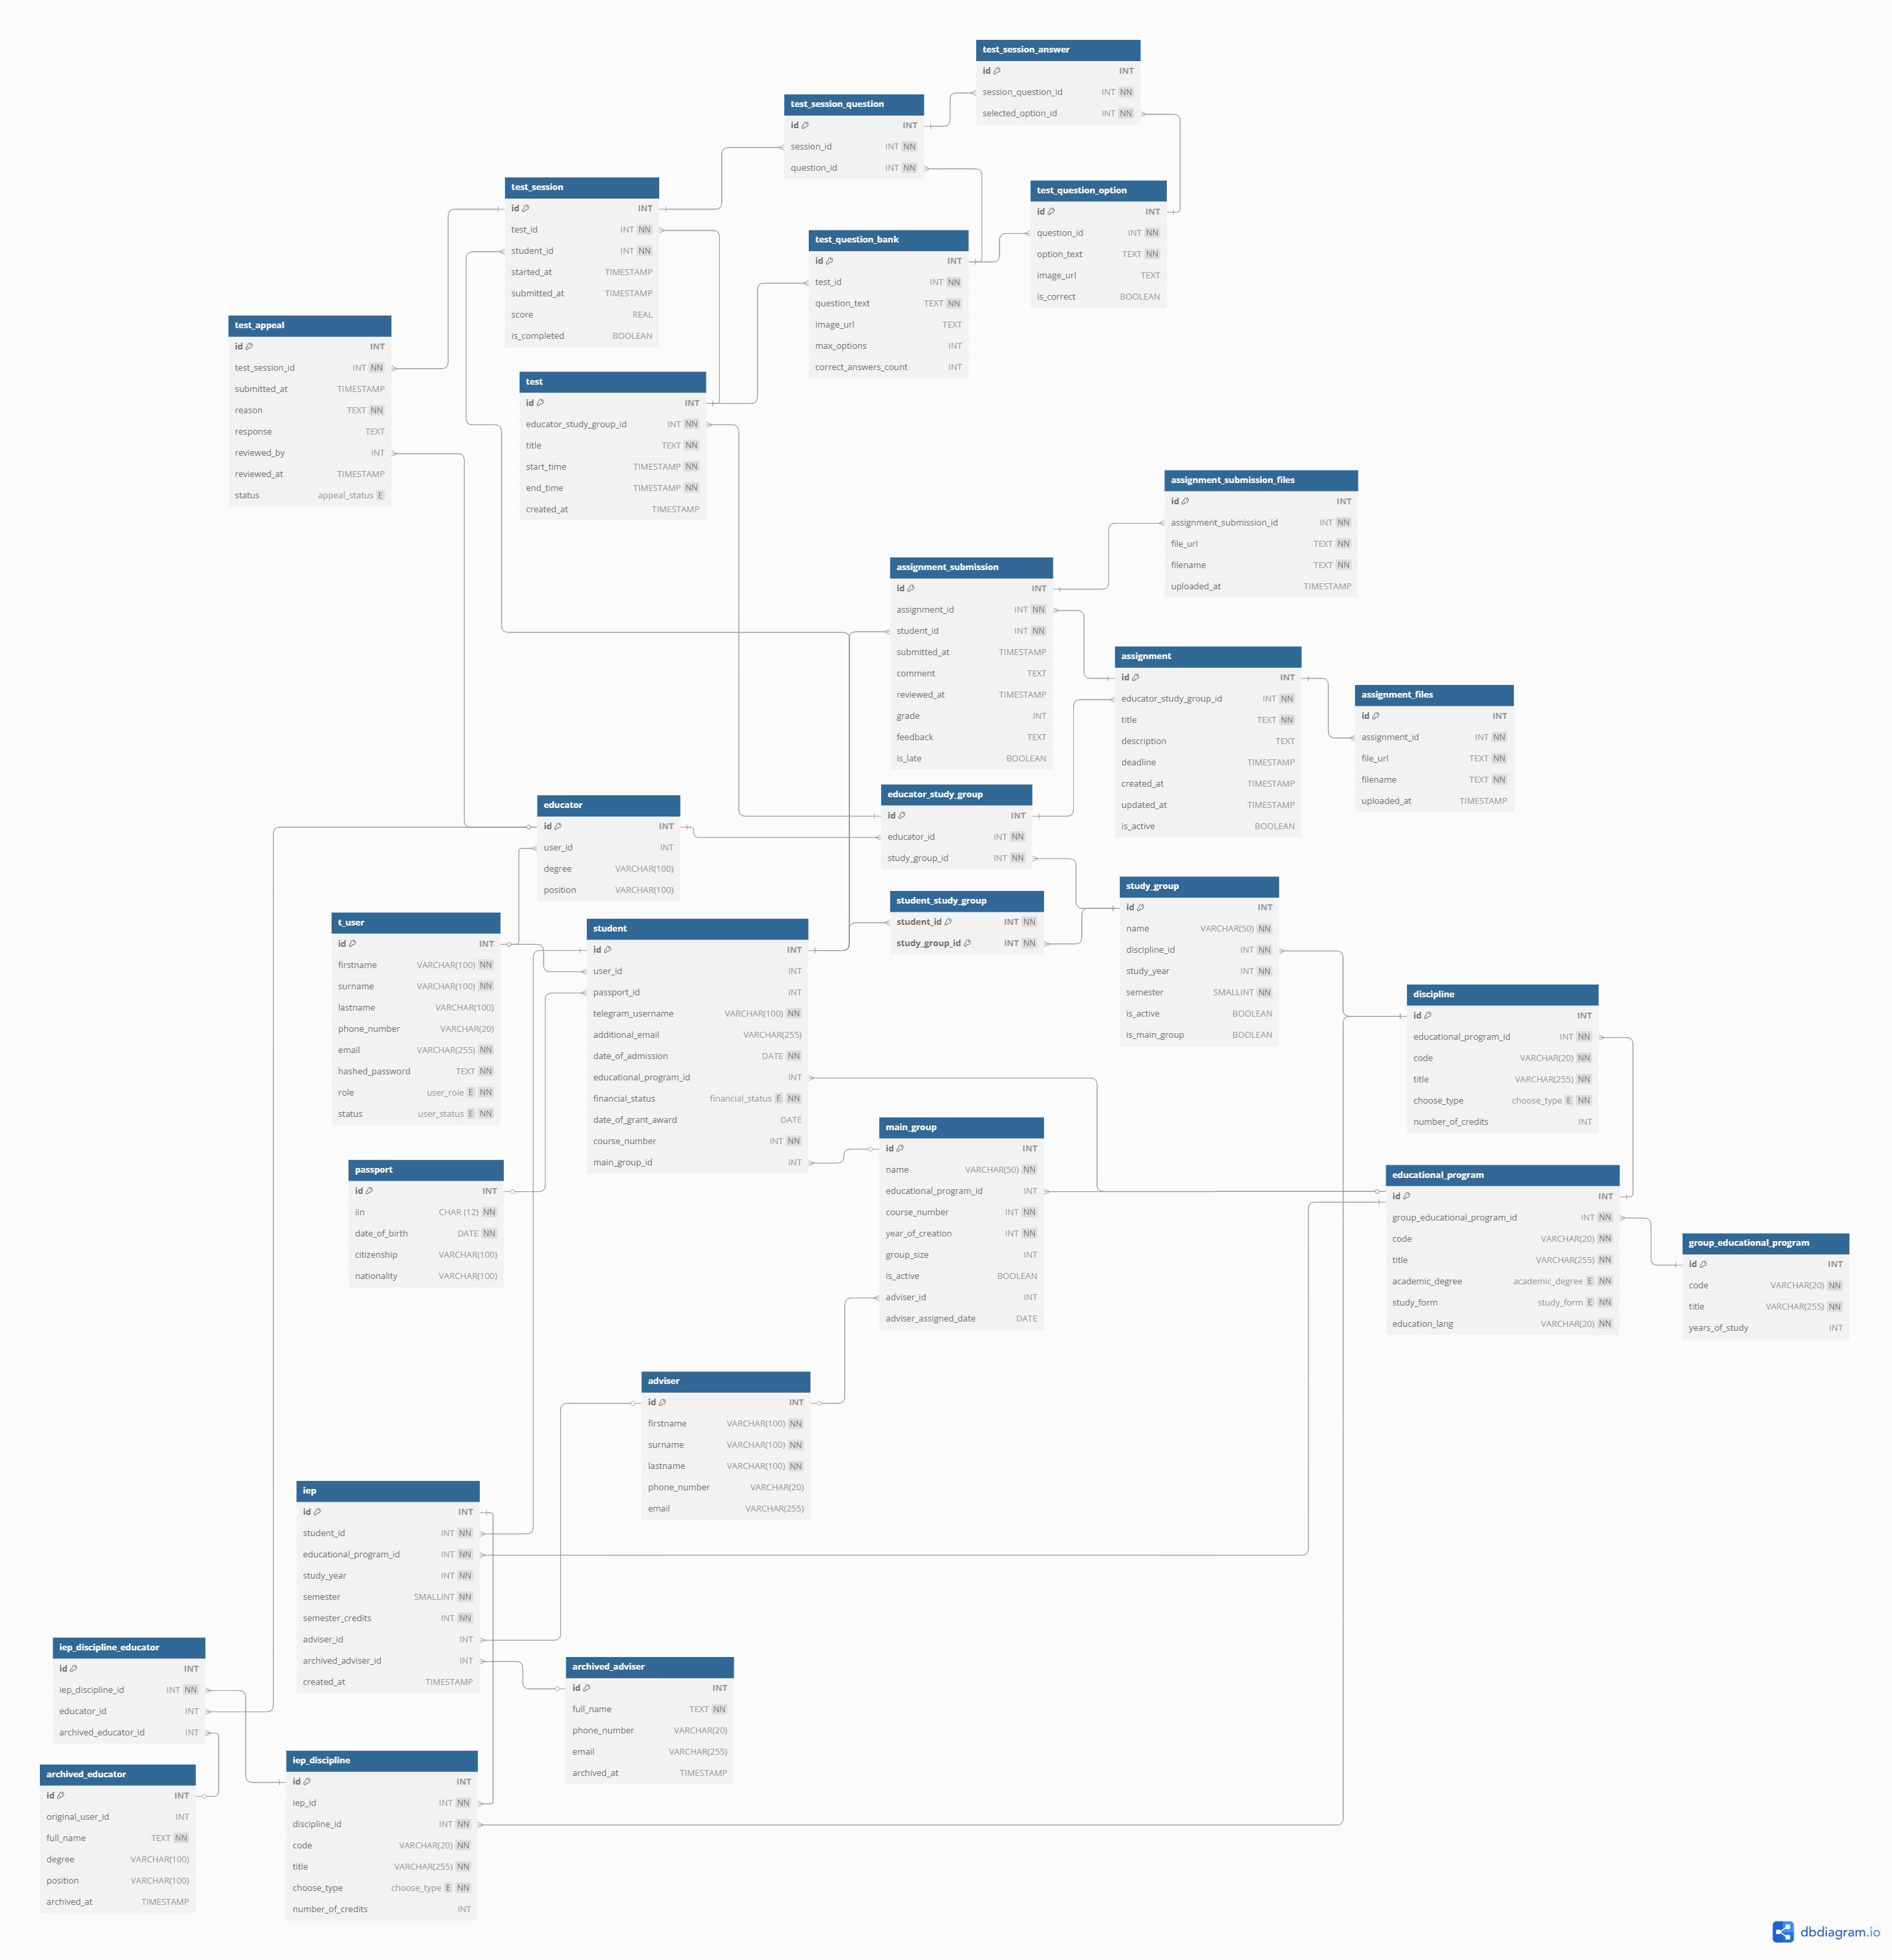 test_session_answer
id INT
session_question_id INT NN
selected_option_id INT NN
test_session_question
id INT
session_id INT NN
question_id INT NN
test_session
id INT
test_id INT NN
student_id INT NN
started_at TIMESTAMP
submitted_at TIMESTAMP
score REAL
is_completed BOOLEAN
test_question_option
id INT
question_id INT NN
option_text TEXT NN
image_url TEXT
is_correct BOOLEAN
test_question_bank
id INT
test_id INT NN
question_text TEXT NN
image_url TEXT
max_options INT
correct_answers_count INT
test_appeal
id INT
test_session_id INT NN
submitted_at TIMESTAMP
reason TEXT NN
response TEXT
reviewed_by INT
reviewed_at TIMESTAMP
status appeal_status E
test
id INT
educator_study_group_id INT NN
title TEXT NN
start_time TIMESTAMP NN
end_time TIMESTAMP NN
created_at TIMESTAMP
assignment_submission_files
id INT
assignment_submission_id INT NN
file_url TEXT NN
filename TEXT NN
uploaded_at TIMESTAMP
assignment_submission
id INT
assignment_id INT NN
student_id INT NN
submitted_at TIMESTAMP
comment TEXT
reviewed_at TIMESTAMP
grade INT
feedback TEXT
is_late BOOLEAN
assignment
id INT
educator_study_group_id INT NN
title TEXT NN
description TEXT
deadline TIMESTAMP
created_at TIMESTAMP
updated_at TIMESTAMP
is_active BOOLEAN
assignment_files
id INT
assignment_id INT NN
file_url TEXT NN
filename TEXT NN
uploaded_at TIMESTAMP
educator
id INT
user_id INT
degree VARCHAR(100)
position VARCHAR(100)
educator_study_group
id INT
educator_id INT NN
study_group_id INT NN
student_study_group
student_id INT NN
study_group_id INT NN
study_group
id INT
name VARCHAR(50) NN
discipline_id INT NN
study_year INT NN
semester SMALLINT NN
is_active BOOLEAN
is_main_group BOOLEAN
t_user
id INT
firstname VARCHAR(100) NN
surname VARCHAR(100) NN
lastname VARCHAR(100)
phone_number VARCHAR(20)
email VARCHAR(255) NN
hashed_password TEXT NN
role user_role E NN
status user_status E NN
student
id INT
user_id INT
passport_id INT
telegram_username VARCHAR(100) NN
additional_email VARCHAR(255)
date_of_admission DATE NN
educational_program_id INT
financial_status financial_status E NN
date_of_grant_award DATE
course_number INT NN
main_group_id INT
discipline
id INT
educational_program_id INT NN
code VARCHAR(20) NN
title VARCHAR(255) NN
choose_type choose_type E NN
number_of_credits INT
main_group
id INT
name VARCHAR(50) NN
educational_program_id INT
course_number INT NN
year_of_creation INT NN
group_size INT
is_active BOOLEAN
adviser_id INT
adviser_assigned_date DATE
passport
id INT
iin CHAR (12) NN
date_of_birth DATE NN
citizenship VARCHAR(100)
nationality VARCHAR(100)
educational_program
id INT
group_educational_program_id INT NN
code VARCHAR(20) NN
title VARCHAR(255) NN
academic_degree academic_degree E NN
study_form study_form E NN
education_lang VARCHAR(20) NN
group_educational_program
id INT
code VARCHAR(20) NN
title VARCHAR(255) NN
years_of_study INT
adviser
id INT
firstname VARCHAR(100) NN
surname VARCHAR(100) NN
lastname VARCHAR(100) NN
phone_number VARCHAR(20)
email VARCHAR(255)
iep
id INT
student_id INT NN
educational_program_id INT NN
study_year INT NN
semester SMALLINT NN
semester_credits INT NN
adviser_id INT
archived_adviser_id INT
created_at TIMESTAMP
iep_discipline_educator
id INT
iep_discipline_id INT NN
educator_id INT
archived_educator_id INT
archived_adviser
id INT
full_name TEXT NN
phone_number VARCHAR(20)
email VARCHAR(255)
archived_at TIMESTAMP
archived_educator
id INT
original_user_id INT
full_name TEXT NN
degree VARCHAR(100)
position VARCHAR(100)
archived_at TIMESTAMP
iep_discipline
id INT
iep_id INT NN
discipline_id INT NN
code VARCHAR(20) NN
title VARCHAR(255) NN
choose_type choose_type E NN
number_of_credits INT
dbdiagram.io